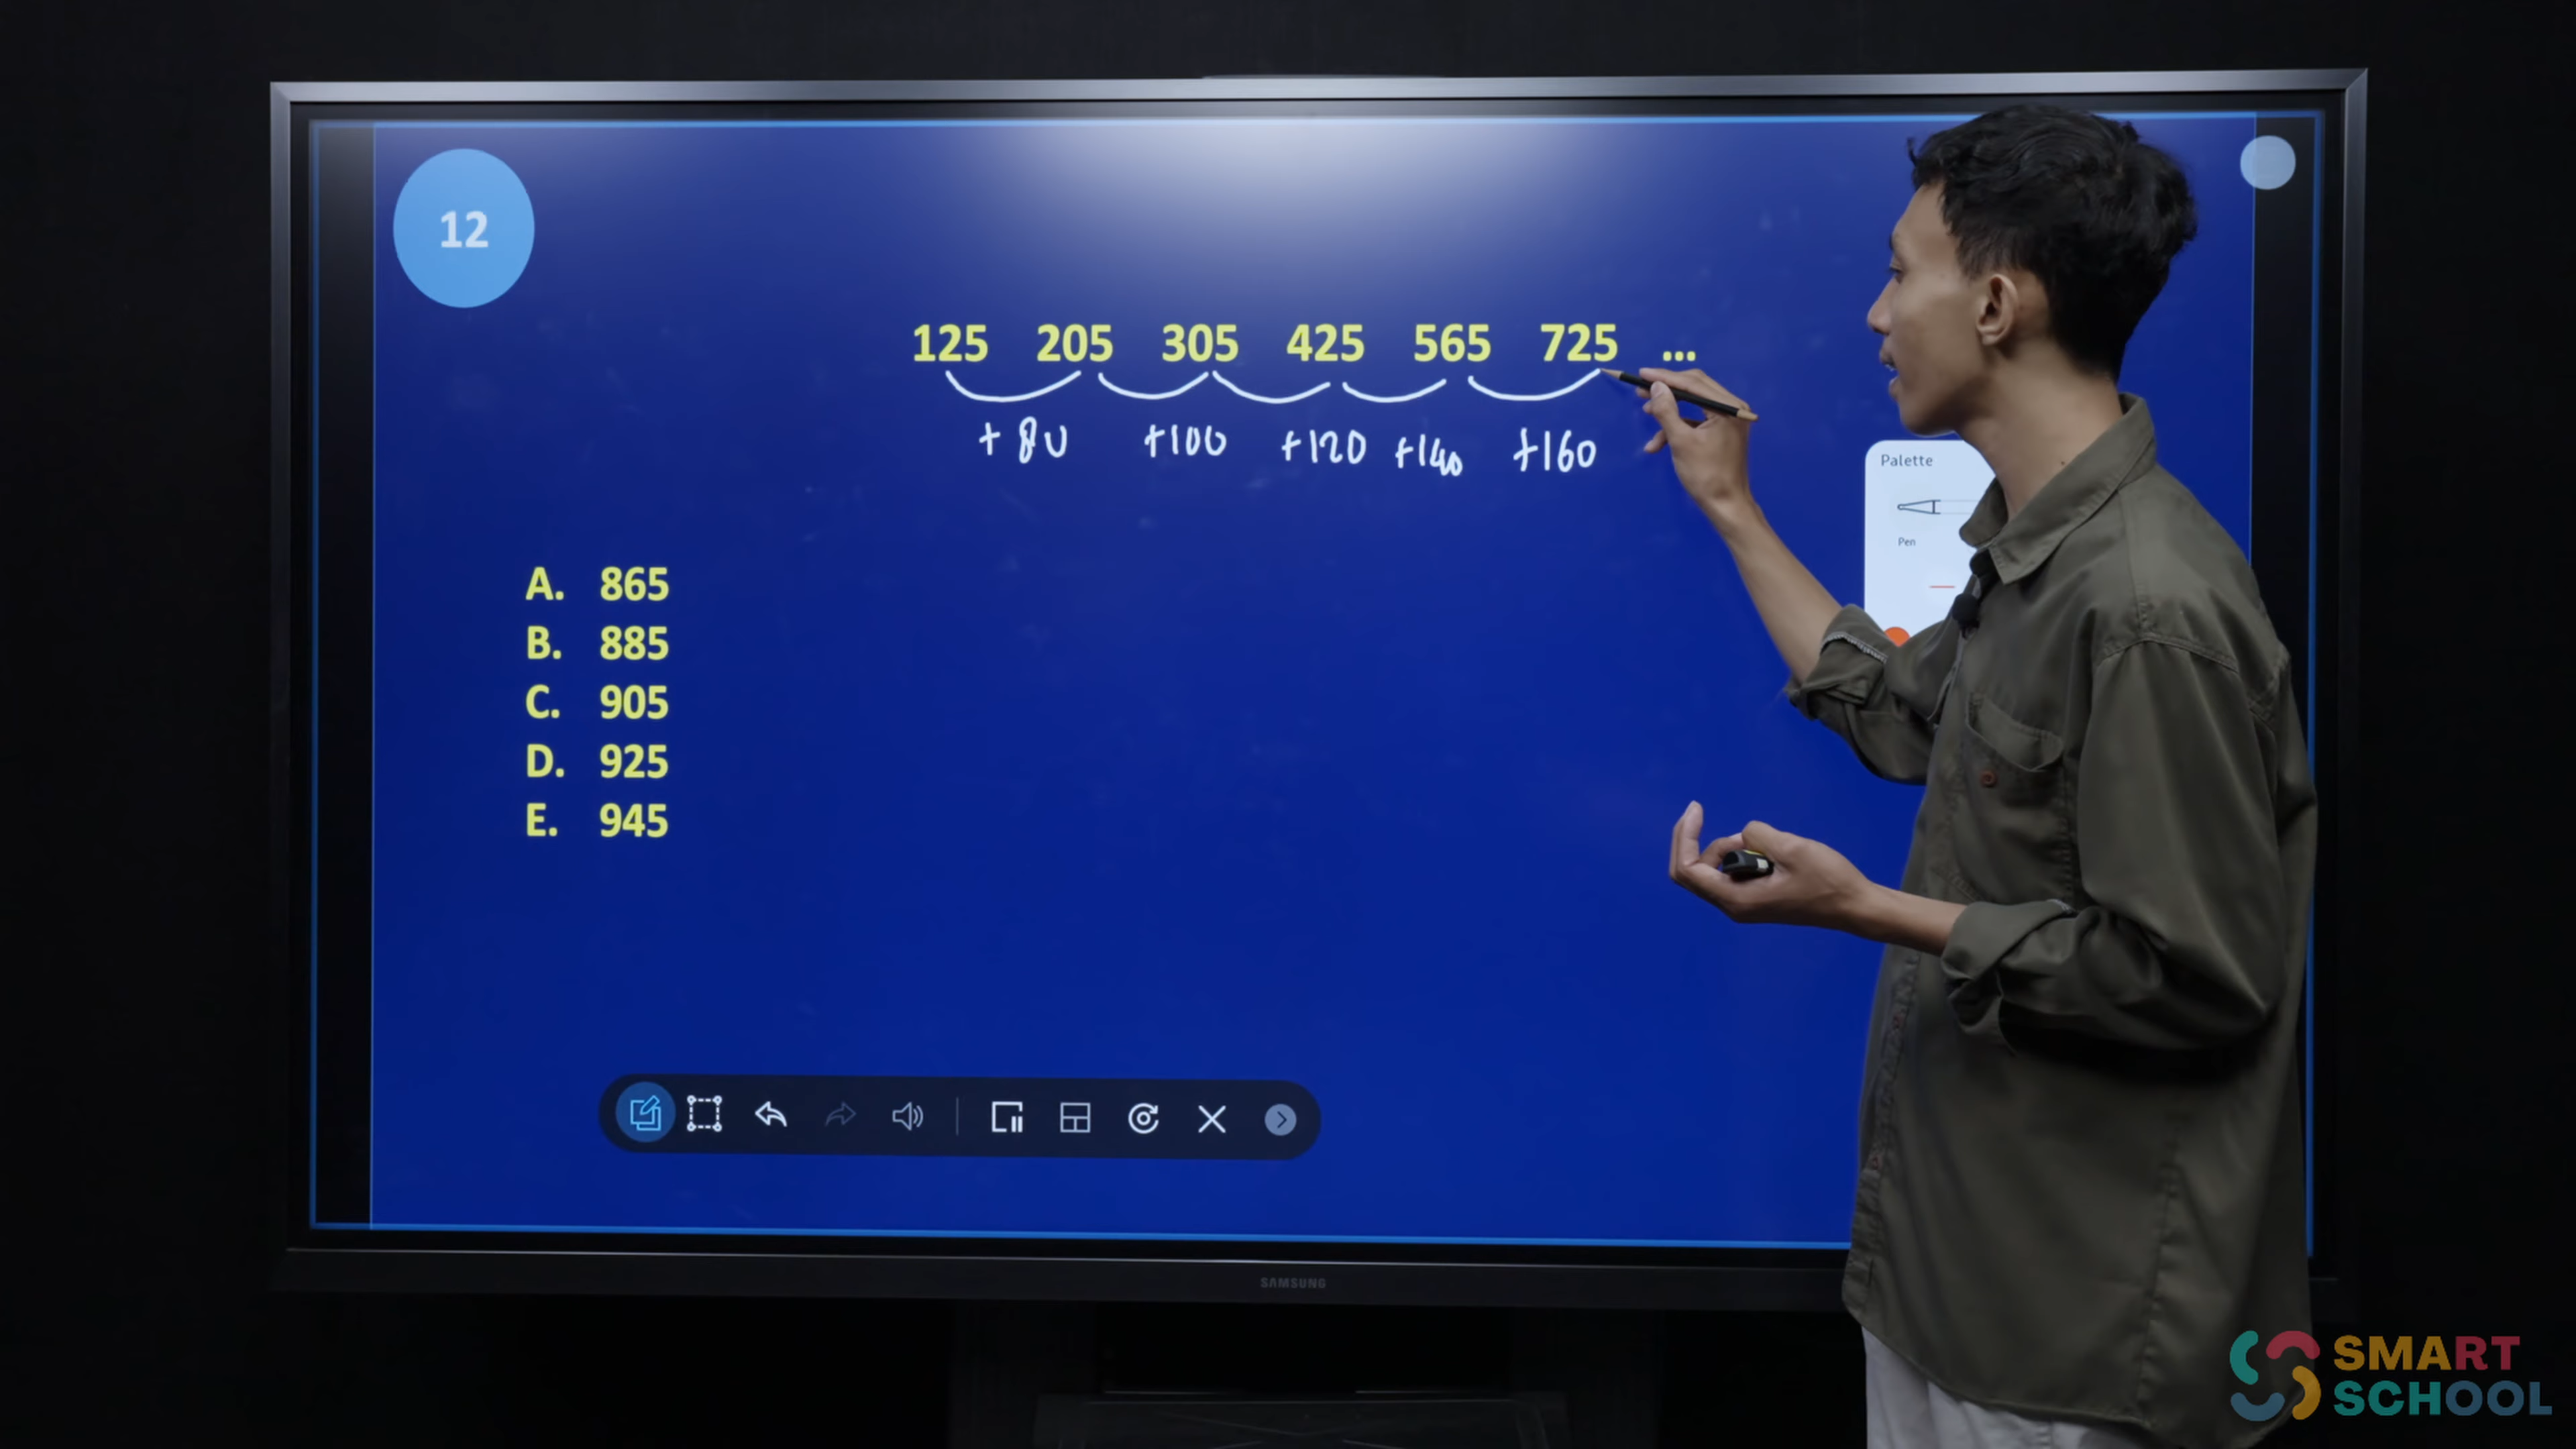 12
125 205 305 425 565 725 ...
+80 +100 +120 +140 +160
Palette
Pen
A. 865
B. 885
C. 905
D. 925
E. 945
SAMSUNG
SMART
SCHOOL